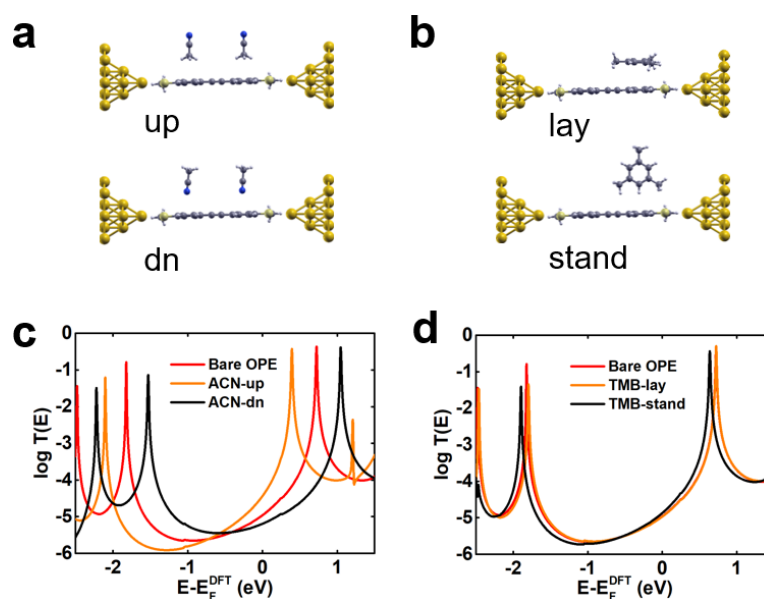 a
b
up
lay
dn
stand
c
d
0
-1
-2
-3
-4
-5
-6
log T(E)
Bare OPE
ACN-up
ACN-dn
-2
-1
0
1
E-E_F^DFT (eV)
0
-1
-2
-3
-4
-5
-6
log T(E)
Bare OPE
TMB-lay
TMB-stand
-2
-1
0
1
E-E_F^DFT (eV)